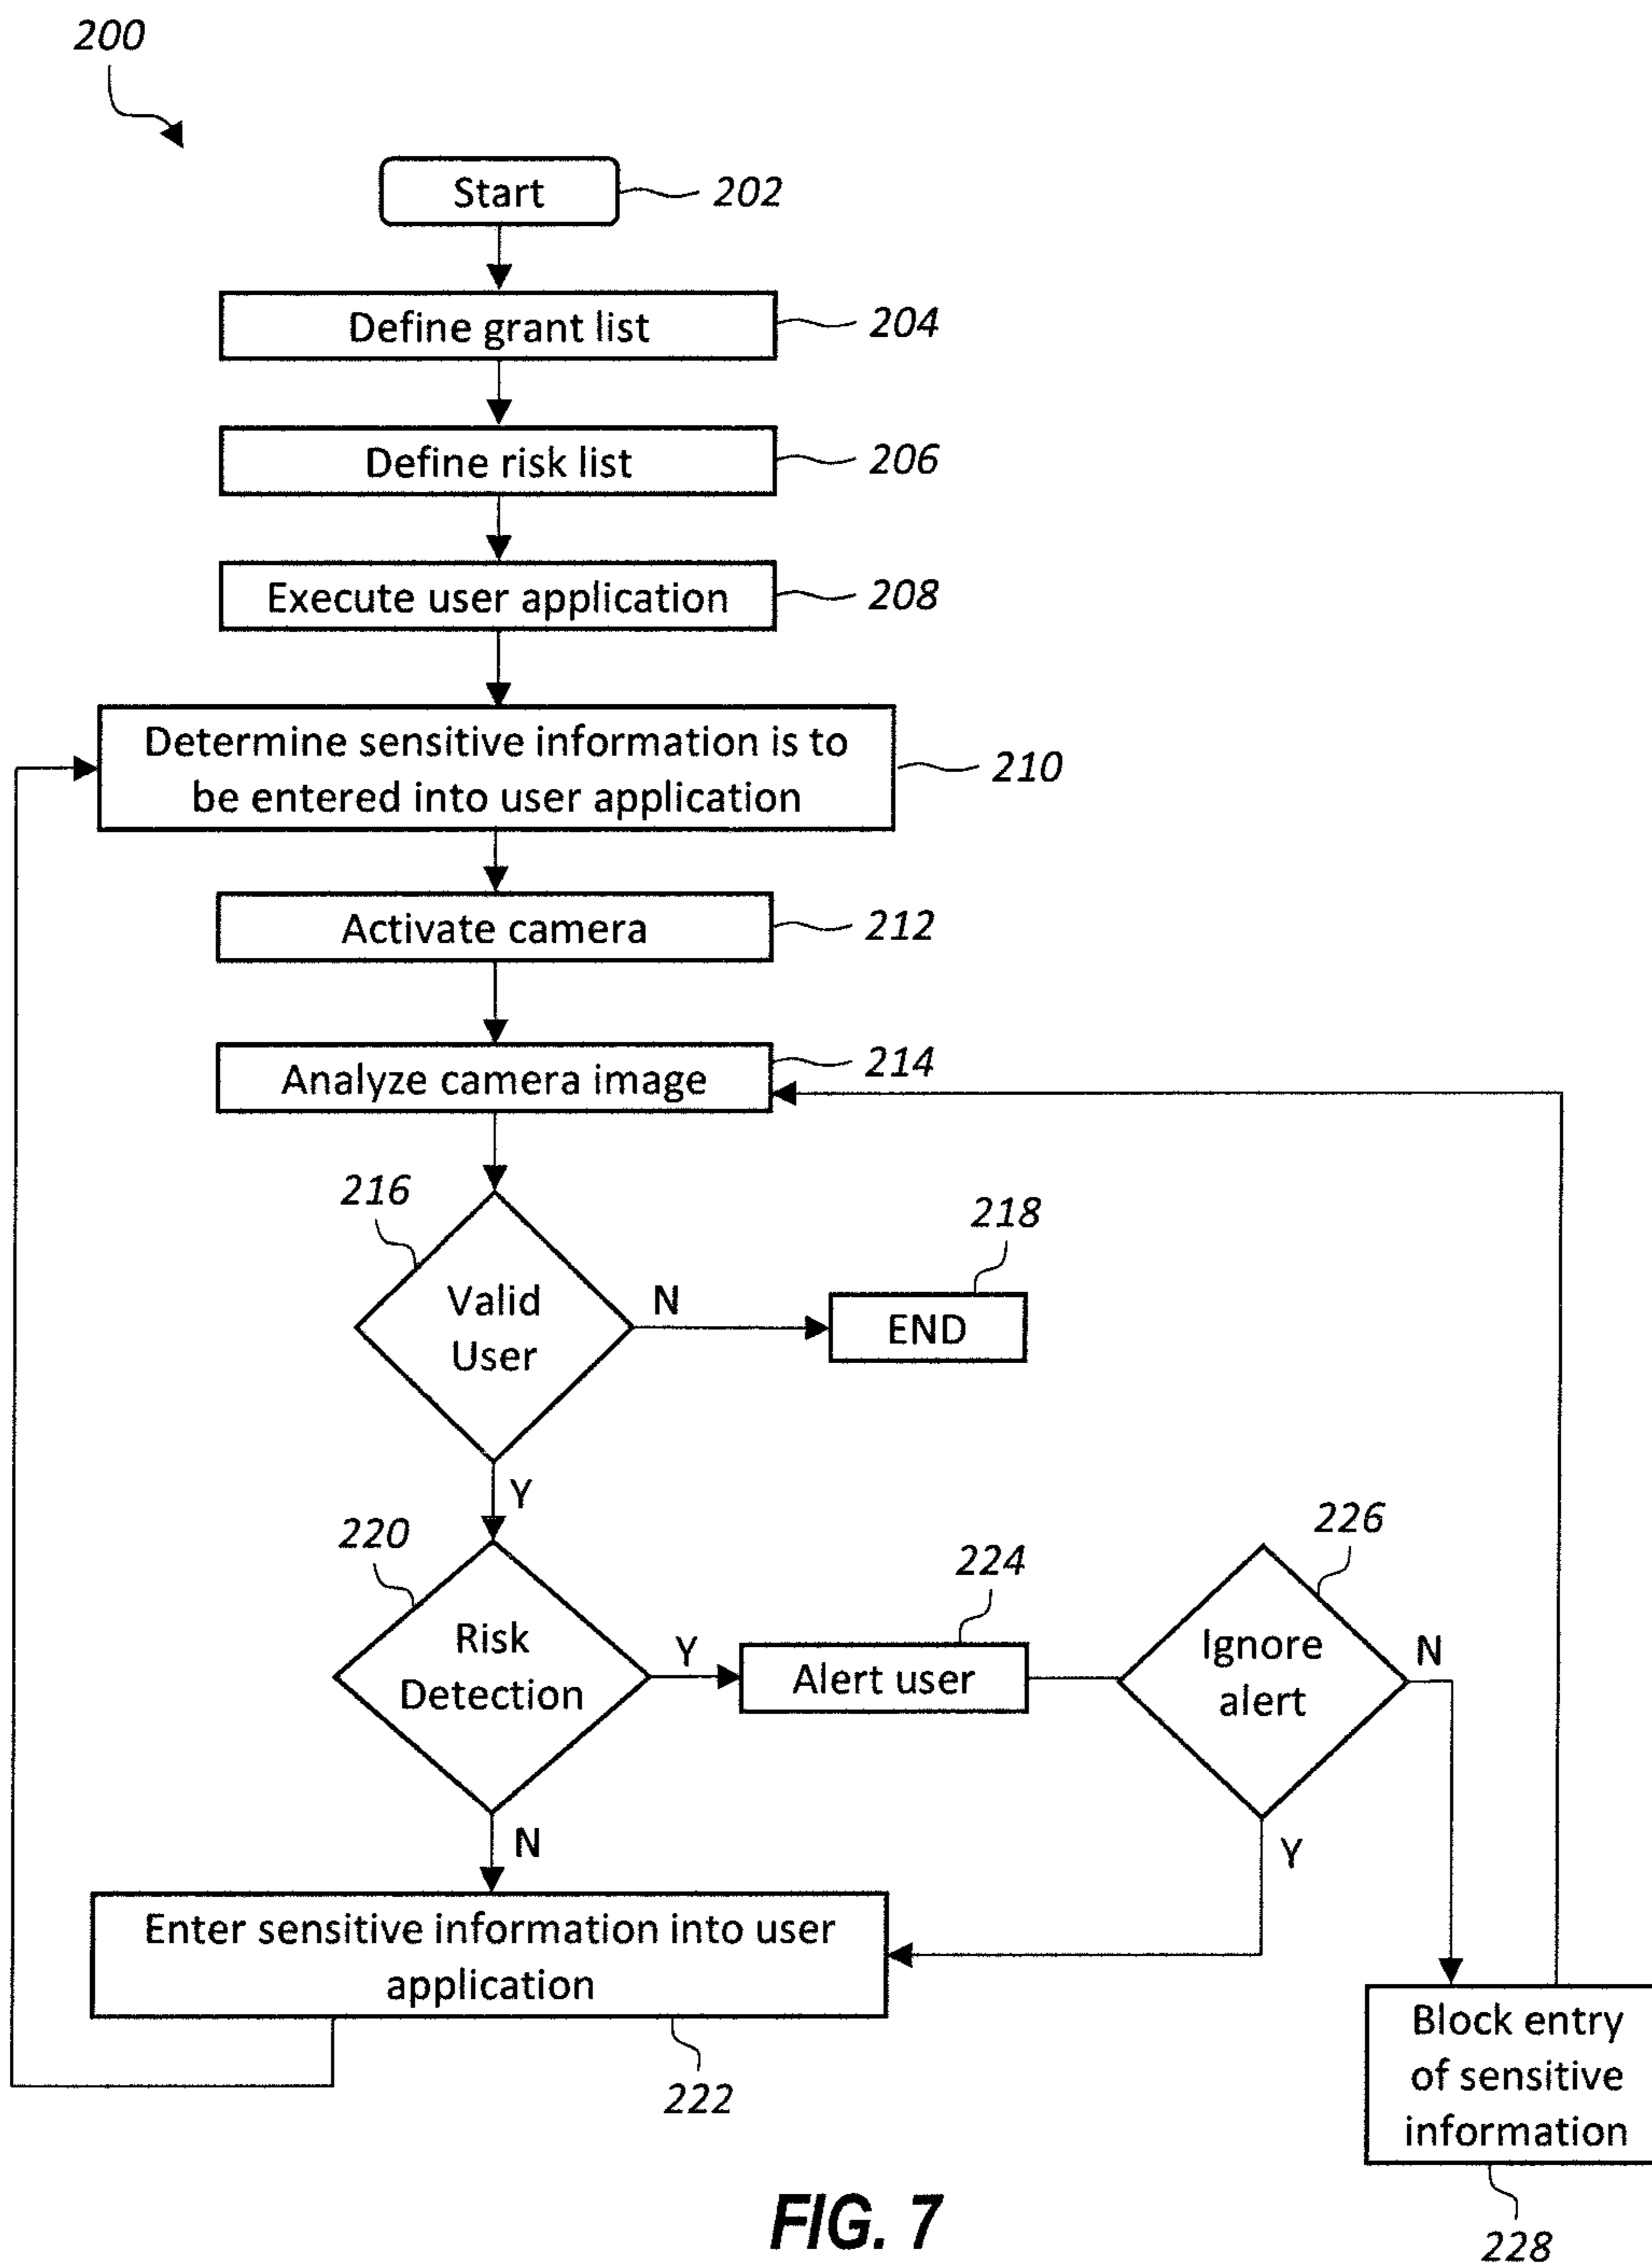 200
Start
202
Define grant list
204
Define risk list
206
Execute user application
208
Determine sensitive information is to
be entered into user application
210
Activate camera
212
Analyze camera image
214
216
Valid
User
N
218
END
Y
220
Risk
Detection
Y
224
Alert user
226
Ignore
alert
N
N
Y
Enter sensitive information into user
application
222
Block entry
of sensitive
information
228
FIG. 7